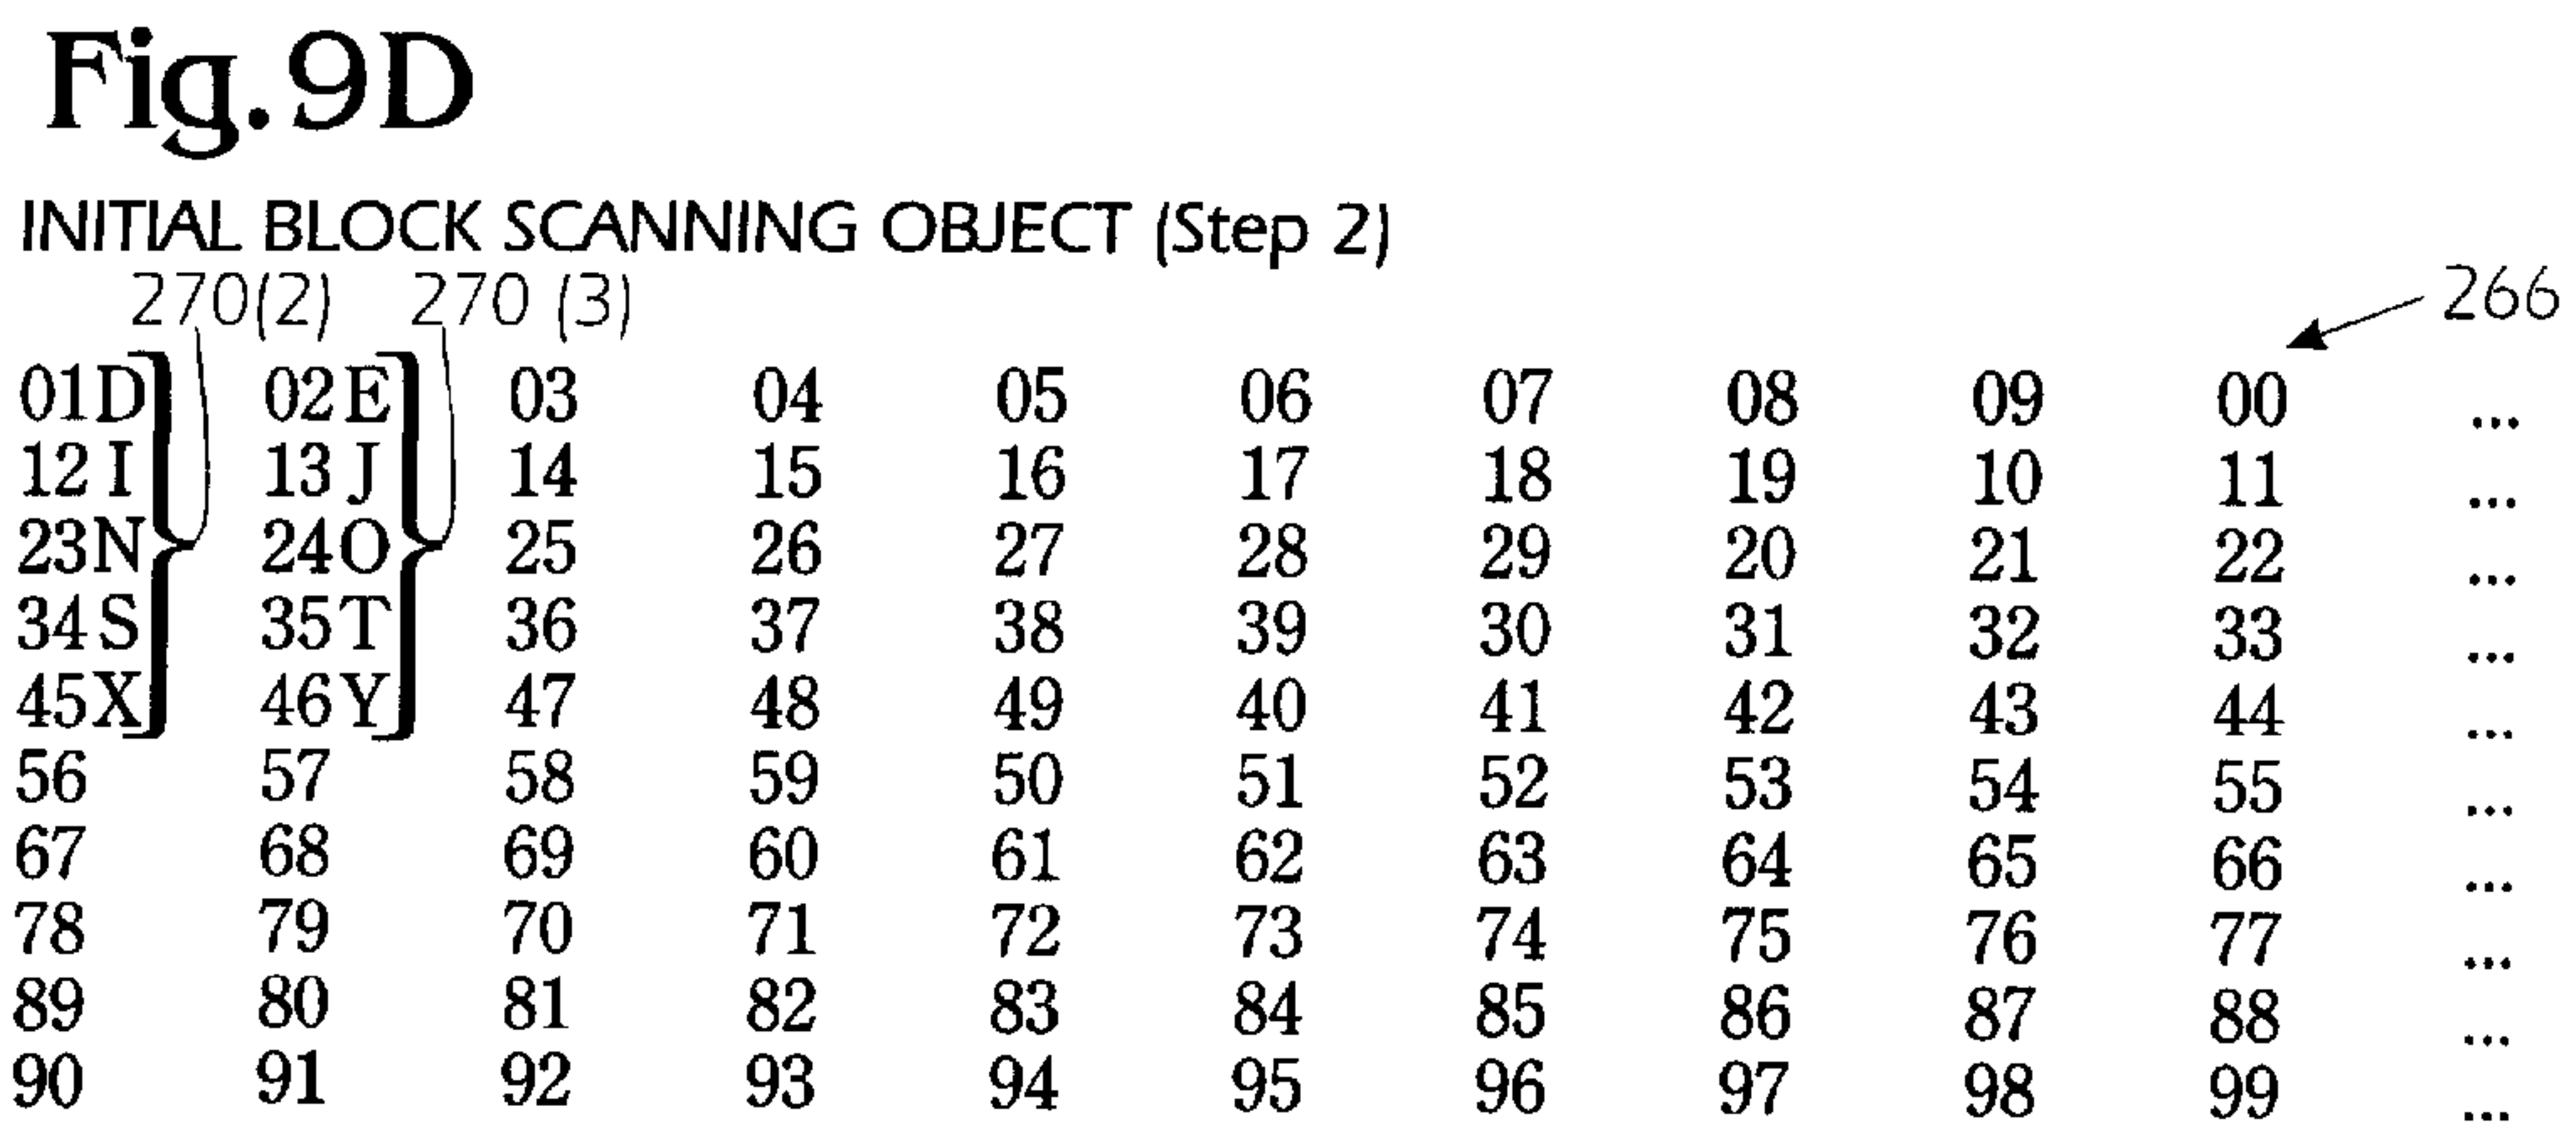 Fig. 9D
INITIAL BLOCK SCANNING OBJECT (Step 2)
270(2) 270 (3) 266
01D 02E 03 04 05 06 07 08 09 00 ...
12 I 13 J 14 15 16 17 18 19 10 11 ...
23N 24O 25 26 27 28 29 20 21 22 ...
34 S 35T 36 37 38 39 30 31 32 33 ...
45X 46Y 47 48 49 40 41 42 43 44 ...
56 57 58 59 50 51 52 53 54 55 ...
67 68 69 60 61 62 63 64 65 66 ...
78 79 70 71 72 73 74 75 76 77 ...
89 80 81 82 83 84 85 86 87 88 ...
90 91 92 93 94 95 96 97 98 99 ...